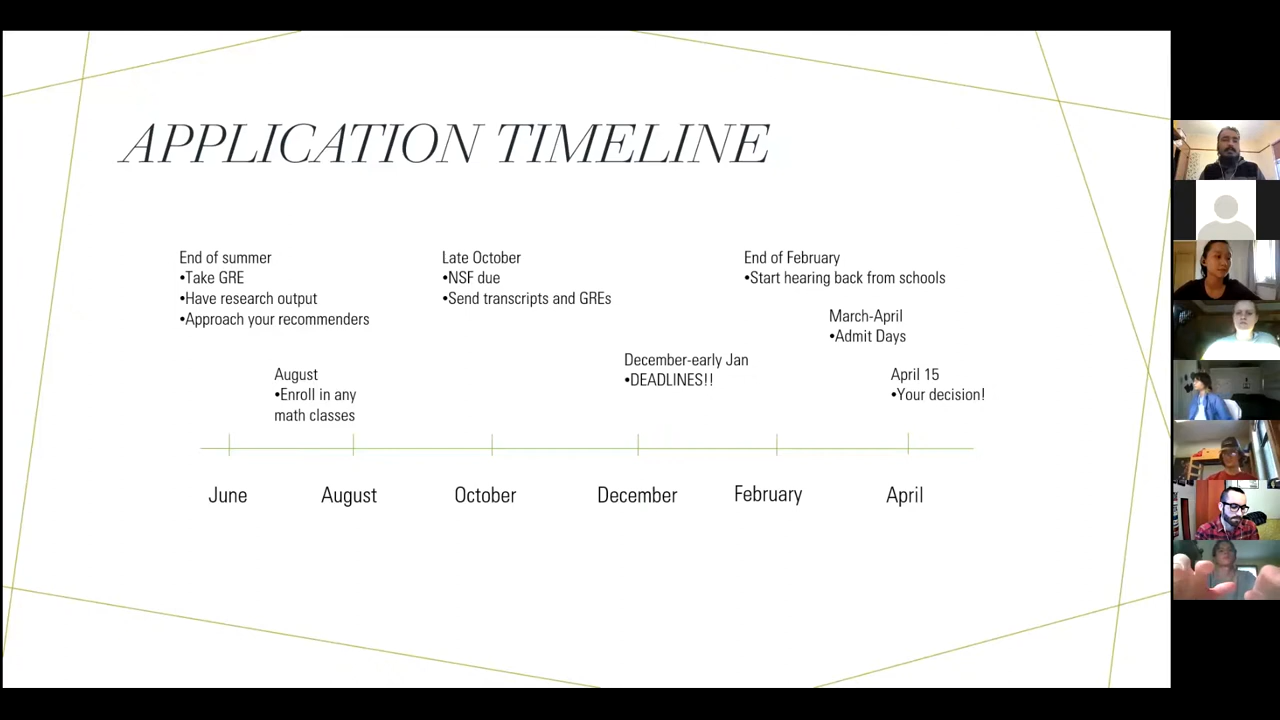 APPLICATION TIMELINE
End of summer
•Take GRE
•Have research output
•Approach your recommenders
August
•Enroll in any
math classes
Late October
•NSF due
•Send transcripts and GREs
December-early Jan
•DEADLINES!!
End of February
•Start hearing back from schools
March-April
•Admit Days
April 15
•Your decision!
June
August
October
December
February
April